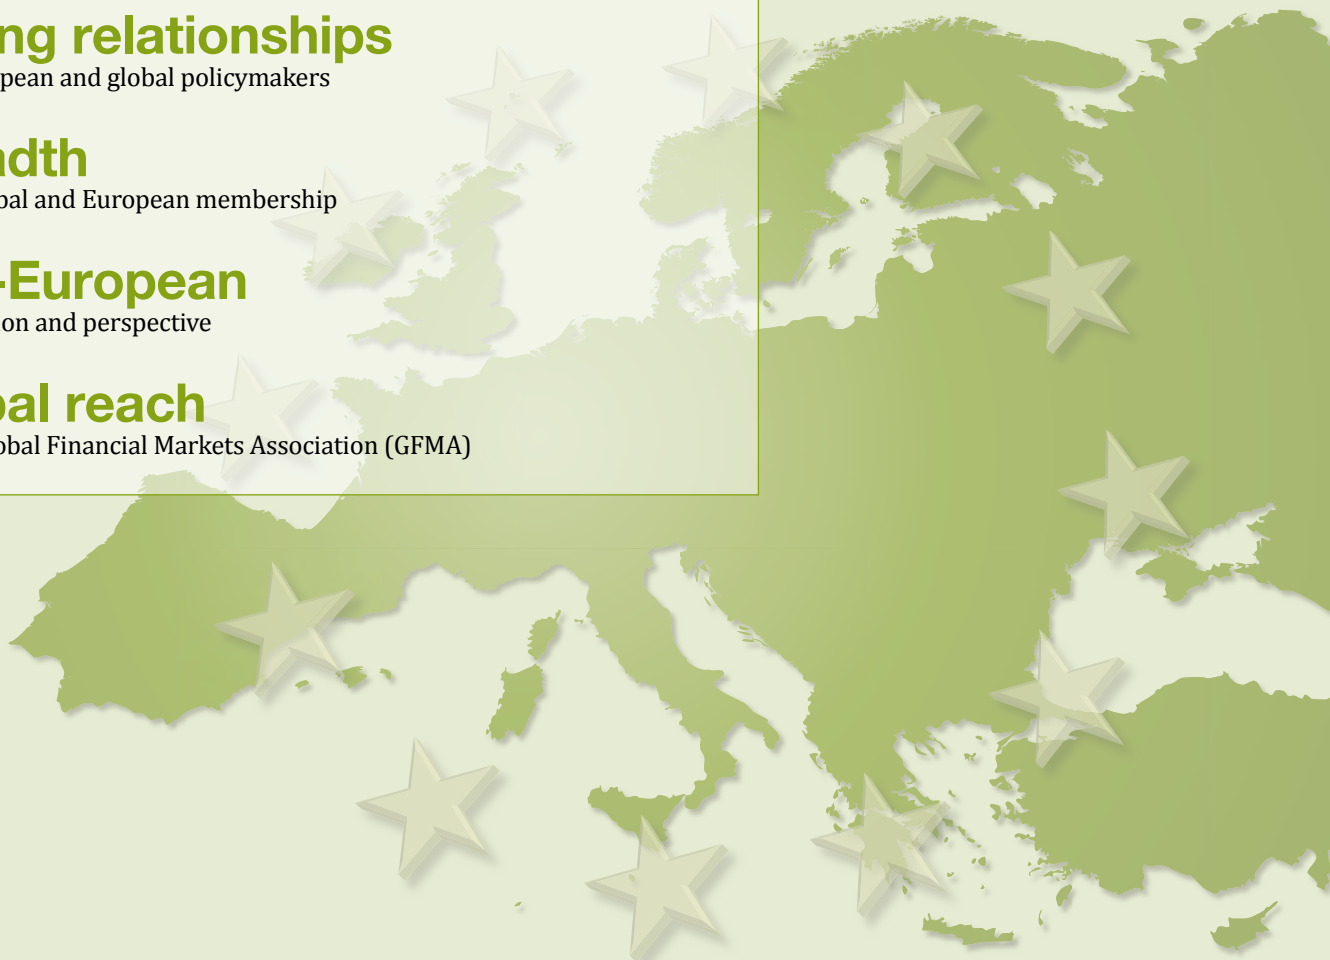 ng relationships
pean and global policymakers
adth
bal and European membership
-European
on and perspective
bal reach
obal Financial Markets Association (GFMA)